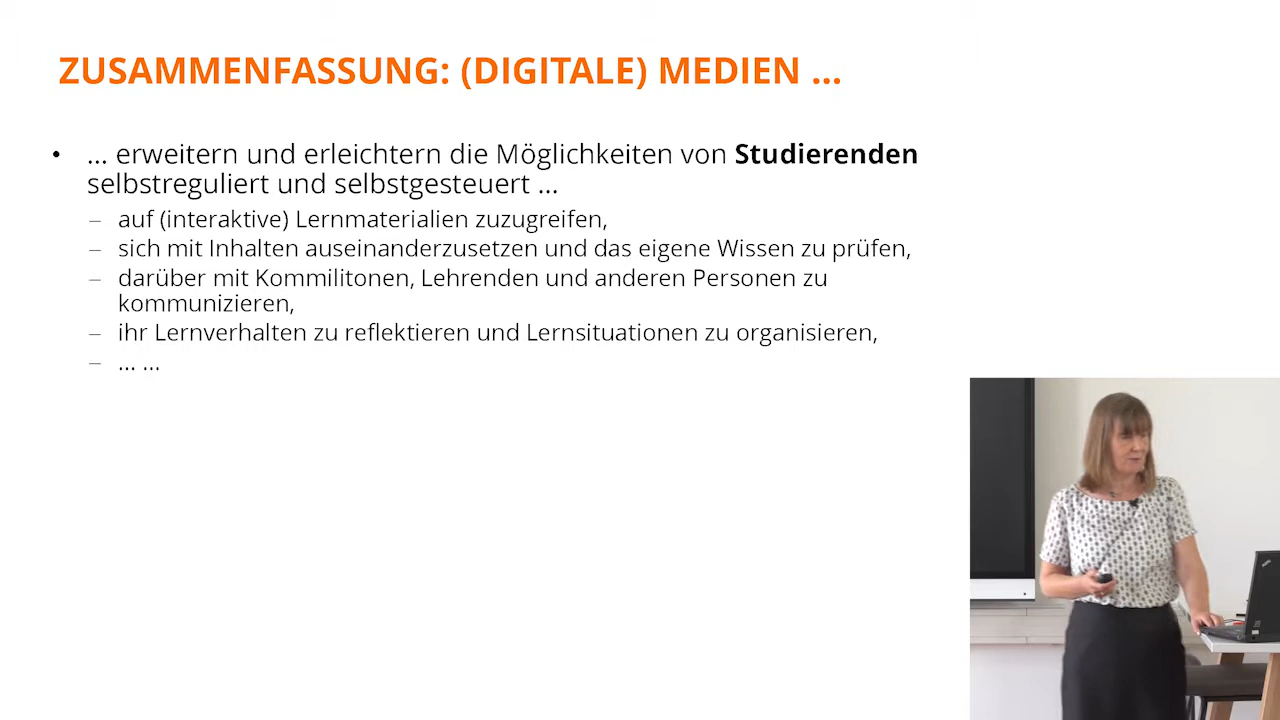 ZUSAMMENFASSUNG: (DIGITALE) MEDIEN ...
• ... erweitern und erleichtern die Möglichkeiten von Studierenden
selbstreguliert und selbstgesteuert ...
– auf (interaktive) Lernmaterialien zuzugreifen,
– sich mit Inhalten auseinanderzusetzen und das eigene Wissen zu prüfen,
– darüber mit Kommilitonen, Lehrenden und anderen Personen zu
kommunizieren,
– ihr Lernverhalten zu reflektieren und Lernsituationen zu organisieren,
– ... ...